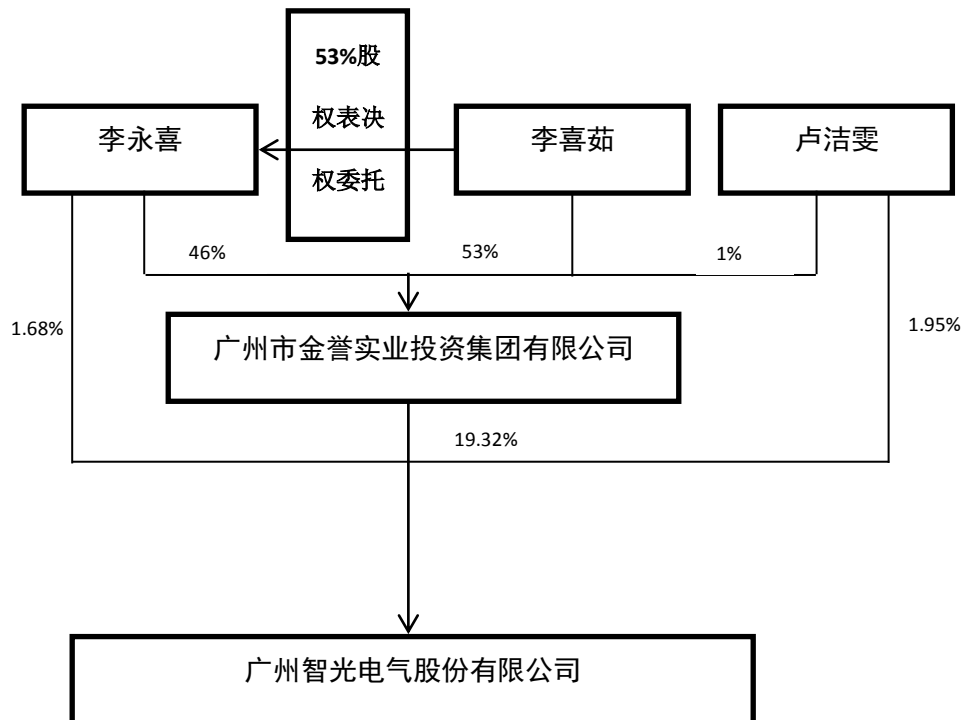 53%股
权表决
权委托
李永喜
李喜茹
卢洁雯
46%
53%
1%
1.68%
1.95%
广州市金誉实业投资集团有限公司
19.32%
广州智光电气股份有限公司